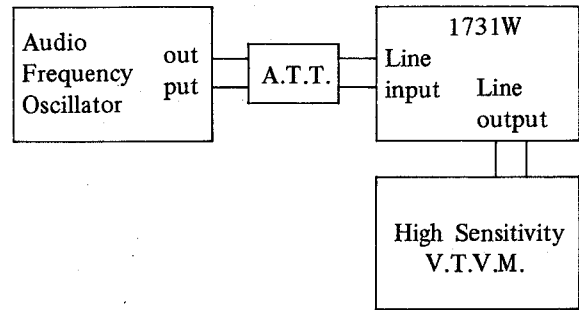 Audio
Frequency
Oscillator
out
put
A.T.T.
1731W
Line
input
Line
output
High Sensitivity
V.T.V.M.